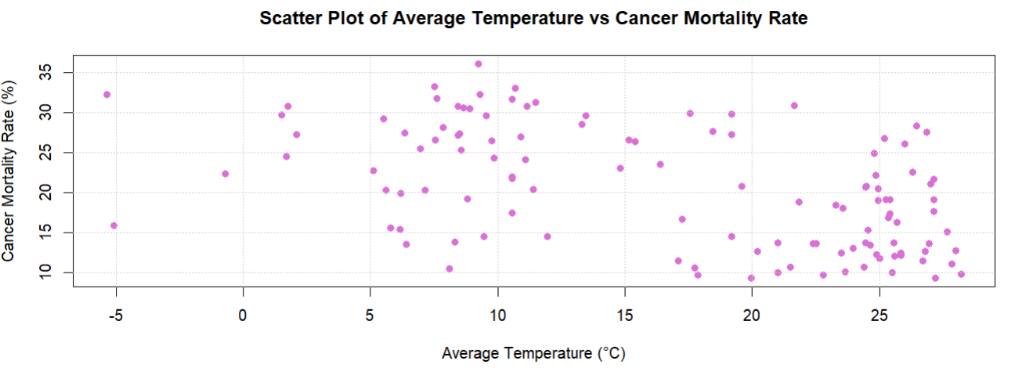 Scatter Plot of Average Temperature vs Cancer Mortality Rate
Cancer Mortality Rate (%)
35
30
25
20
15
10
-5 0 5 10 15 20 25
Average Temperature (°C)